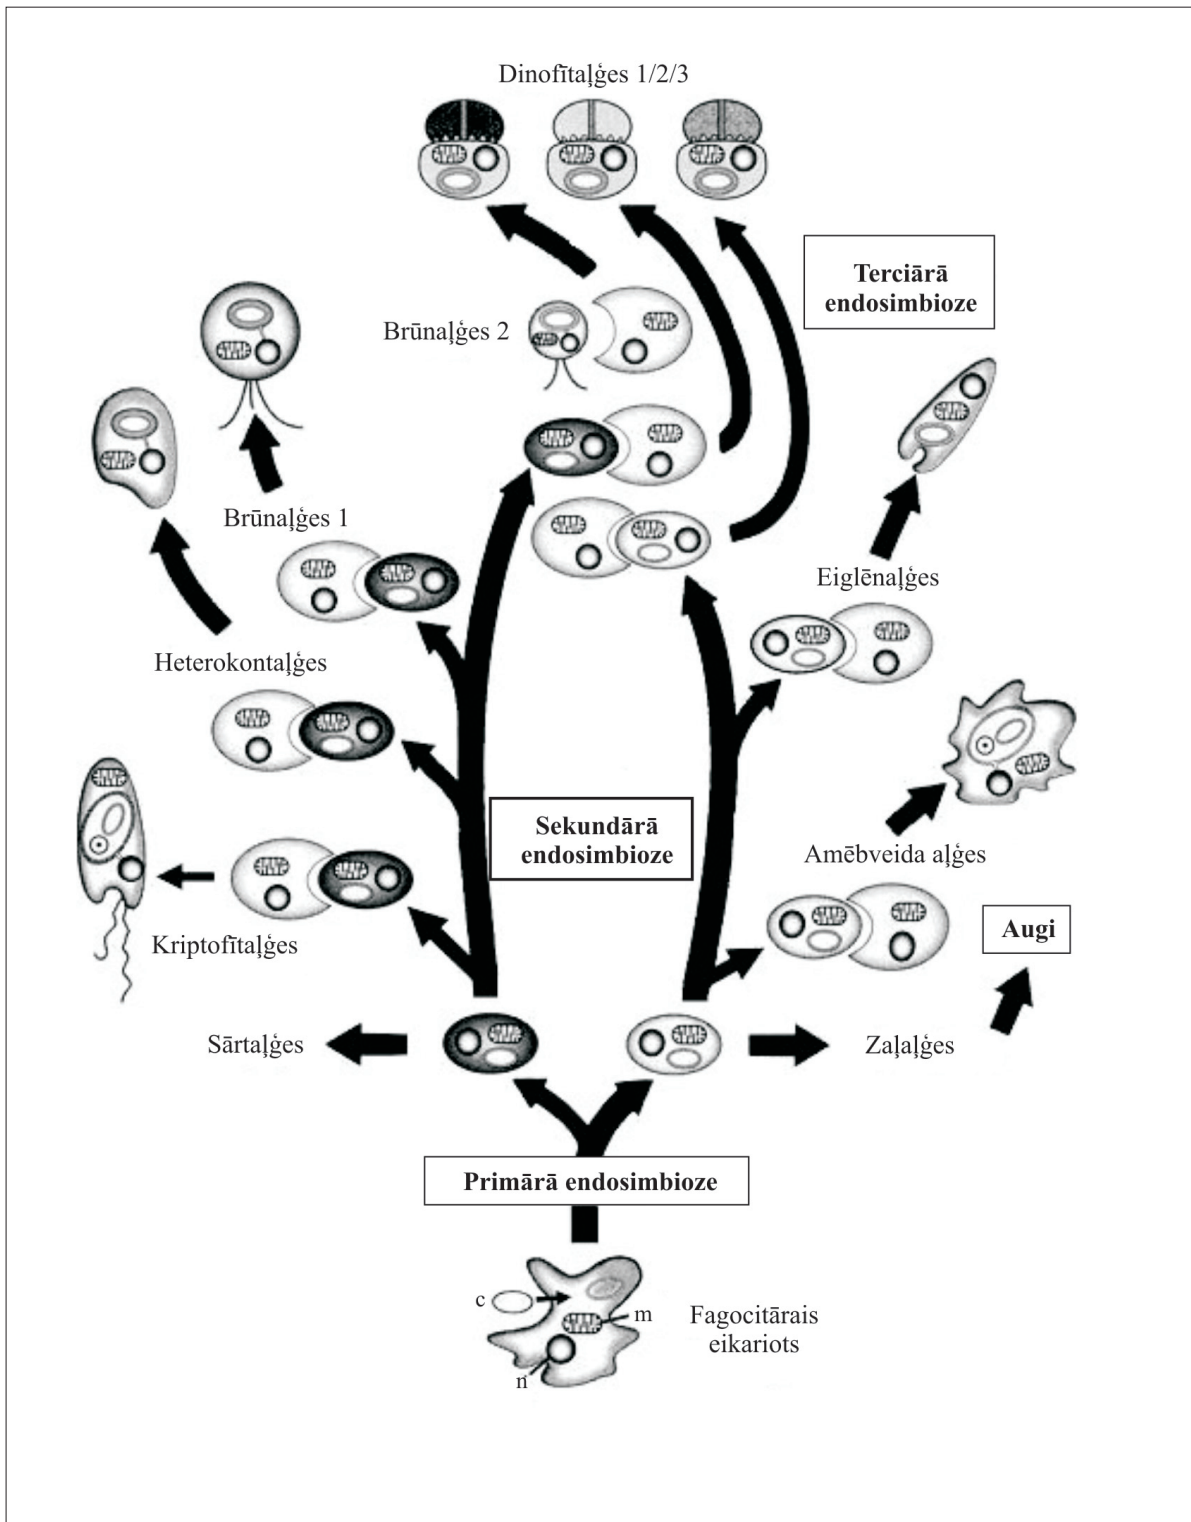 Dinofītaļģes 1/2/3
Terciārā
endosimbioze
Brūnaļģes 2
Brūnaļģes 1
Eiglēnaļģes
Heterokontaļģes
Sekundārā
endosimbioze
Amēbveida aļģes
Augi
Kriptofītaļģes
Sārtaļģes
Zaļaļģes
Primārā endosimbioze
c
m
n
Fagocitārais
eikariots